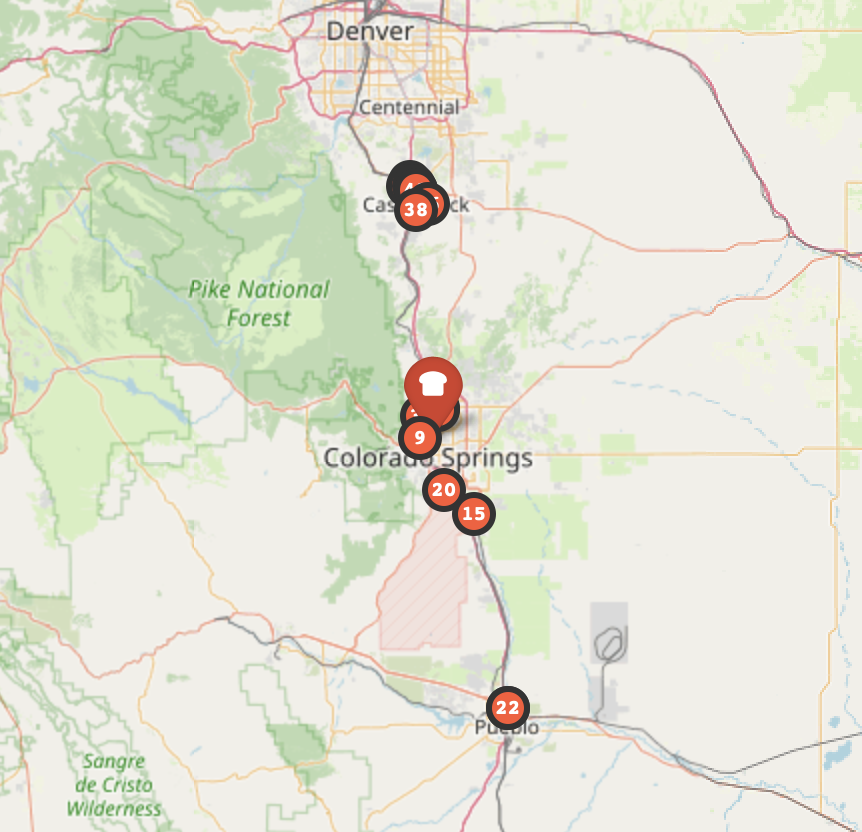 Denver
Centennial
38
Pike National
Forest
9
Colorado Springs
20
15
22
Pueblo
Sangre
de Cristo
Wilderness